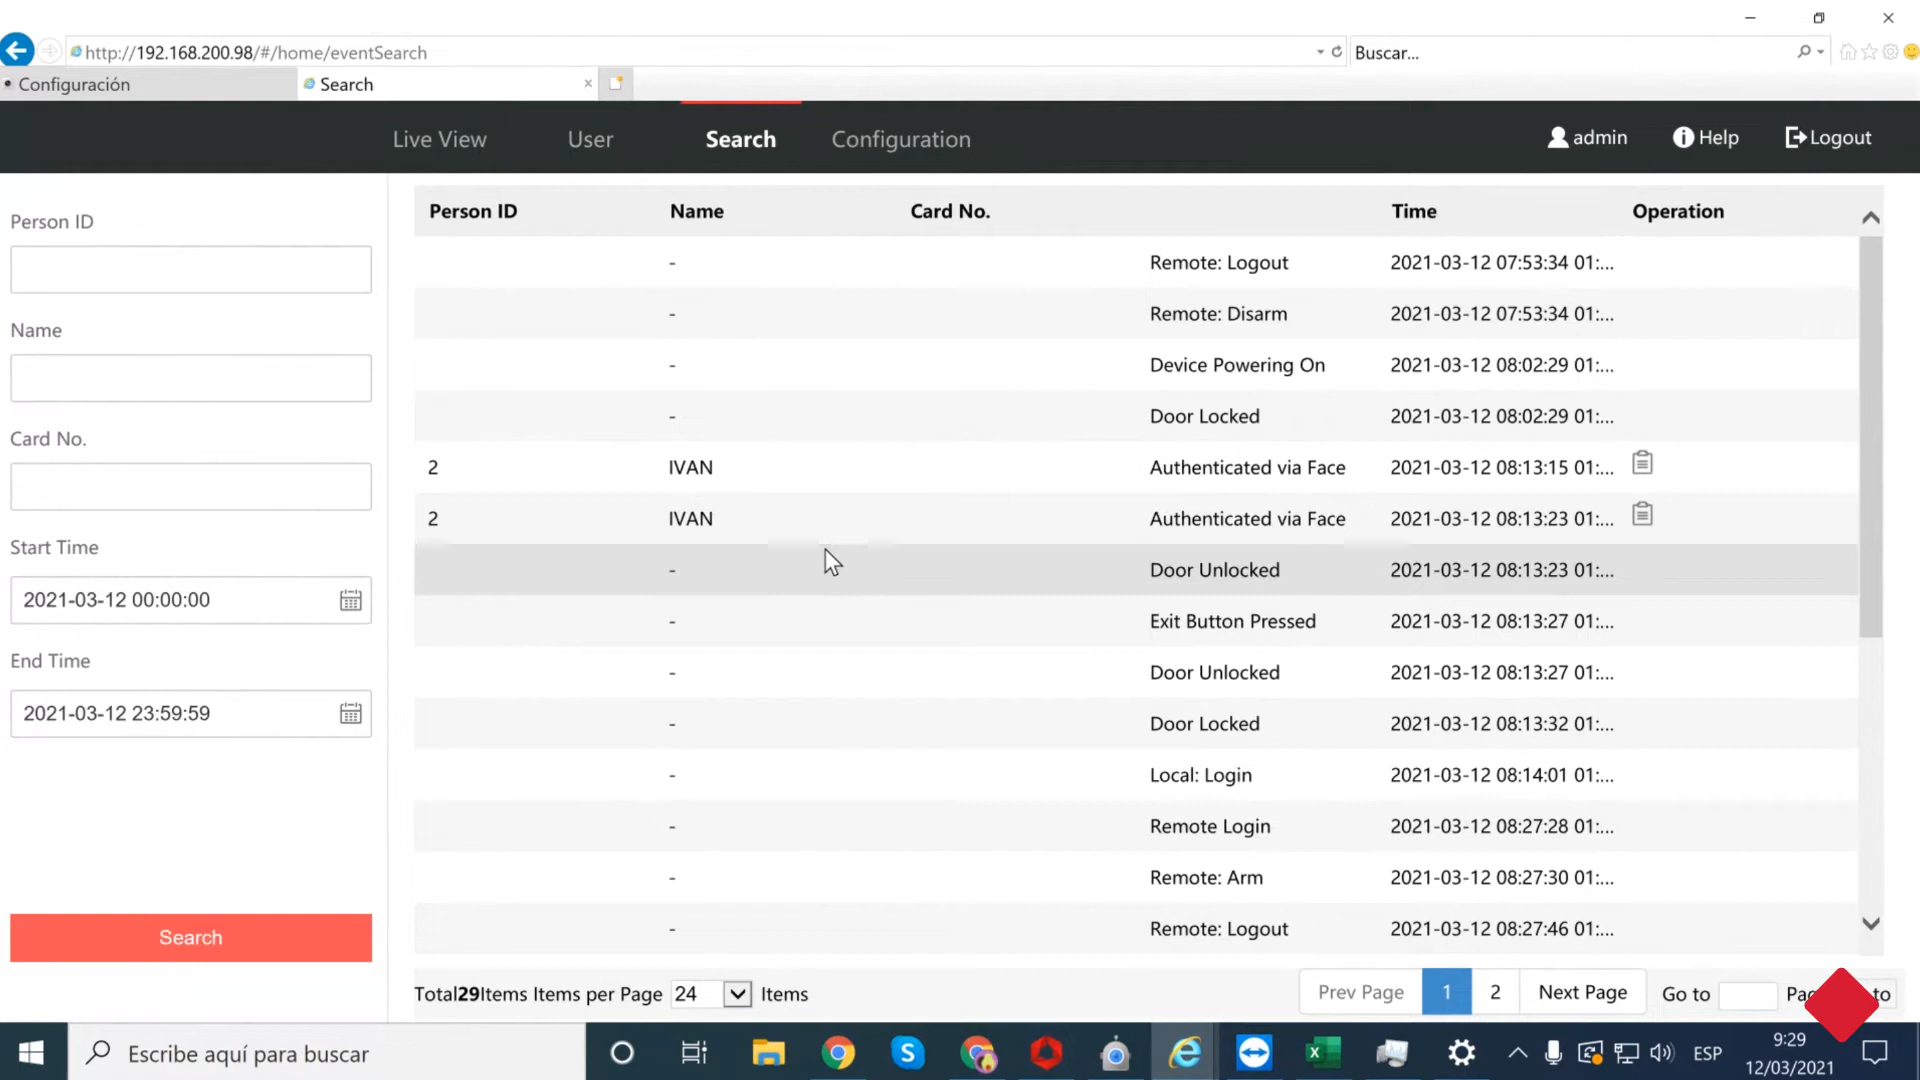 http://192.168.200.98/#/home/eventSearch
Buscar...
Configuración
Search
Live View
User
Search
Configuration
admin
Help
Logout
Person ID
Name
Card No.
Start Time
2021-03-12 00:00:00
End Time
2021-03-12 23:59:59
Search
Person ID Name Card No. Time Operation
- Remote: Logout 2021-03-12 07:53:34 01:...
- Remote: Disarm 2021-03-12 07:53:34 01:...
- Device Powering On 2021-03-12 08:02:29 01:...
- Door Locked 2021-03-12 08:02:29 01:...
2 IVAN Authenticated via Face 2021-03-12 08:13:15 01:...
2 IVAN Authenticated via Face 2021-03-12 08:13:23 01:...
- Door Unlocked 2021-03-12 08:13:23 01:...
- Exit Button Pressed 2021-03-12 08:13:27 01:...
- Door Unlocked 2021-03-12 08:13:27 01:...
- Door Locked 2021-03-12 08:13:32 01:...
- Local: Login 2021-03-12 08:14:01 01:...
- Remote Login 2021-03-12 08:27:28 01:...
- Remote: Arm 2021-03-12 08:27:30 01:...
- Remote: Logout 2021-03-12 08:27:46 01:...
Total29Items Items per Page 24 Items
Prev Page 1 2 Next Page Go to
Escribe aquí para buscar
ESP
9:29
12/03/2021